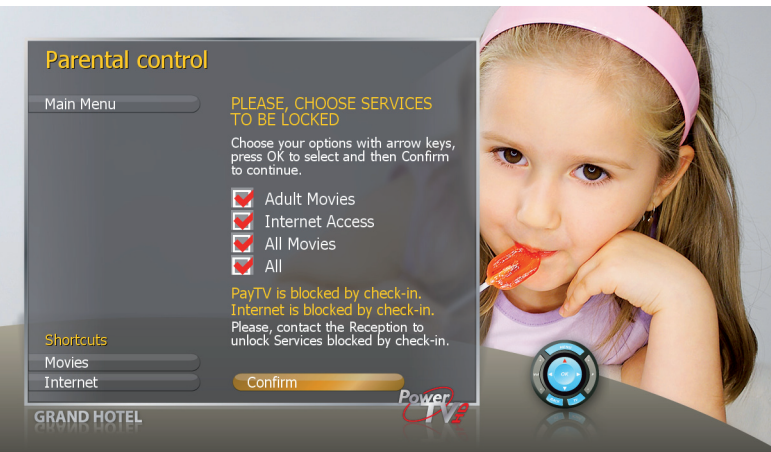 Parental control
Main Menu
PLEASE, CHOOSE SERVICES
TO BE LOCKED
Choose your options with arrow keys,
press OK to select and then Confirm
to continue.
Adult Movies
Internet Access
All Movies
All
PayTV is blocked by check-in.
Internet is blocked by check-in.
Please, contact the Reception to
unlock Services blocked by check-in.
Shortcuts
Movies
Internet
Confirm
GRAND HOTEL
Power
TV
OK